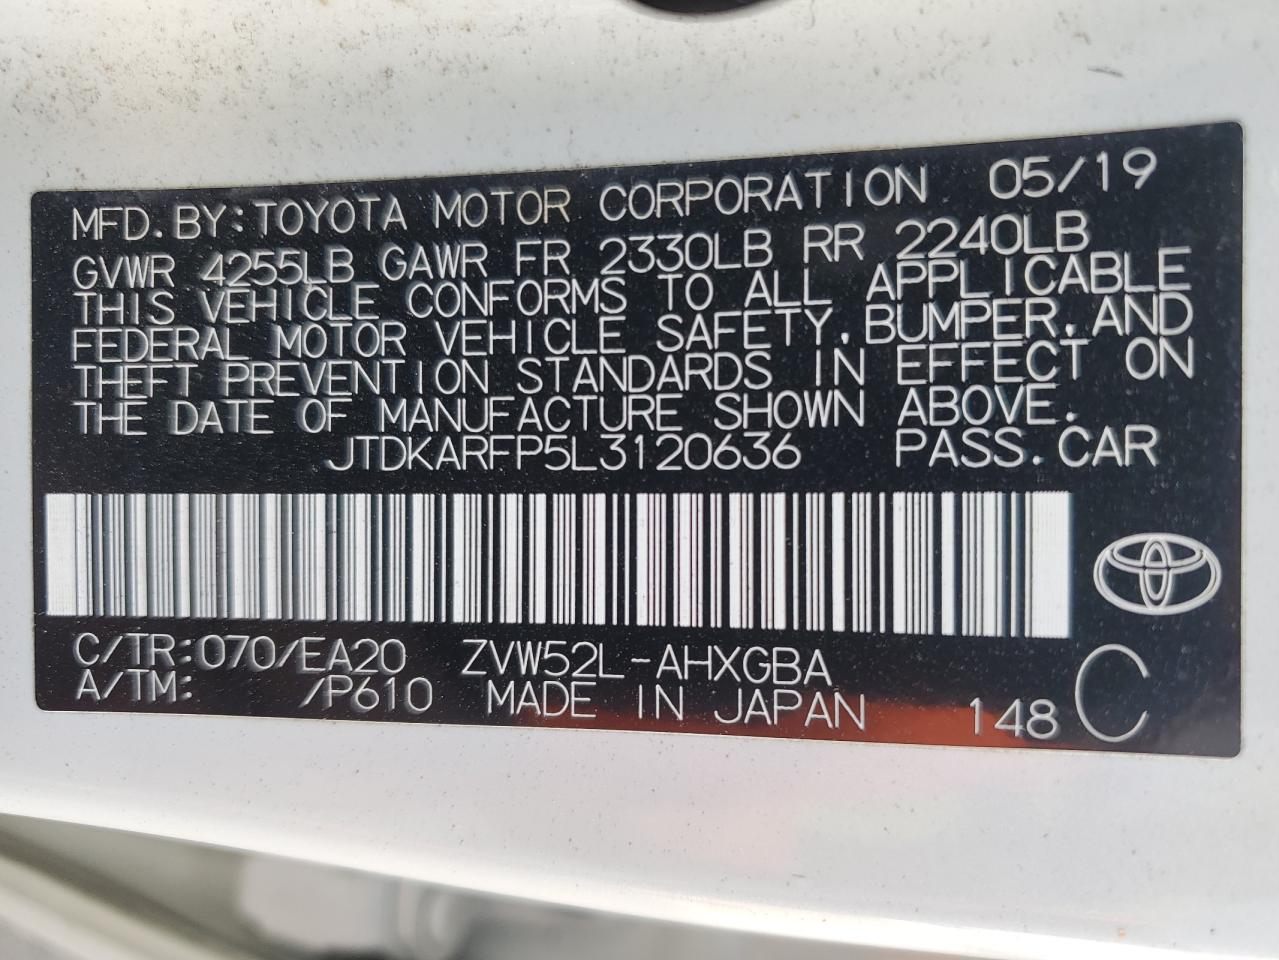 MFD. BY: TOYOTA MOTOR CORPORATION 05/19
GVWR 4255LB GAWR FR 2330LB RR 2240LB
THIS VEHICLE CONFORMS TO ALL APPLICABLE
FEDERAL MOTOR VEHICLE SAFETY, BUMPER, AND
THEFT PREVENTION STANDARDS IN EFFECT ON
THE DATE OF MANUFACTURE SHOWN ABOVE.
JTDKARFP5L3120636 PASS. CAR
C/TR: 070/EA20 ZVW52L-AHXGBA
A/TM: /P610 MADE IN JAPAN 148 C